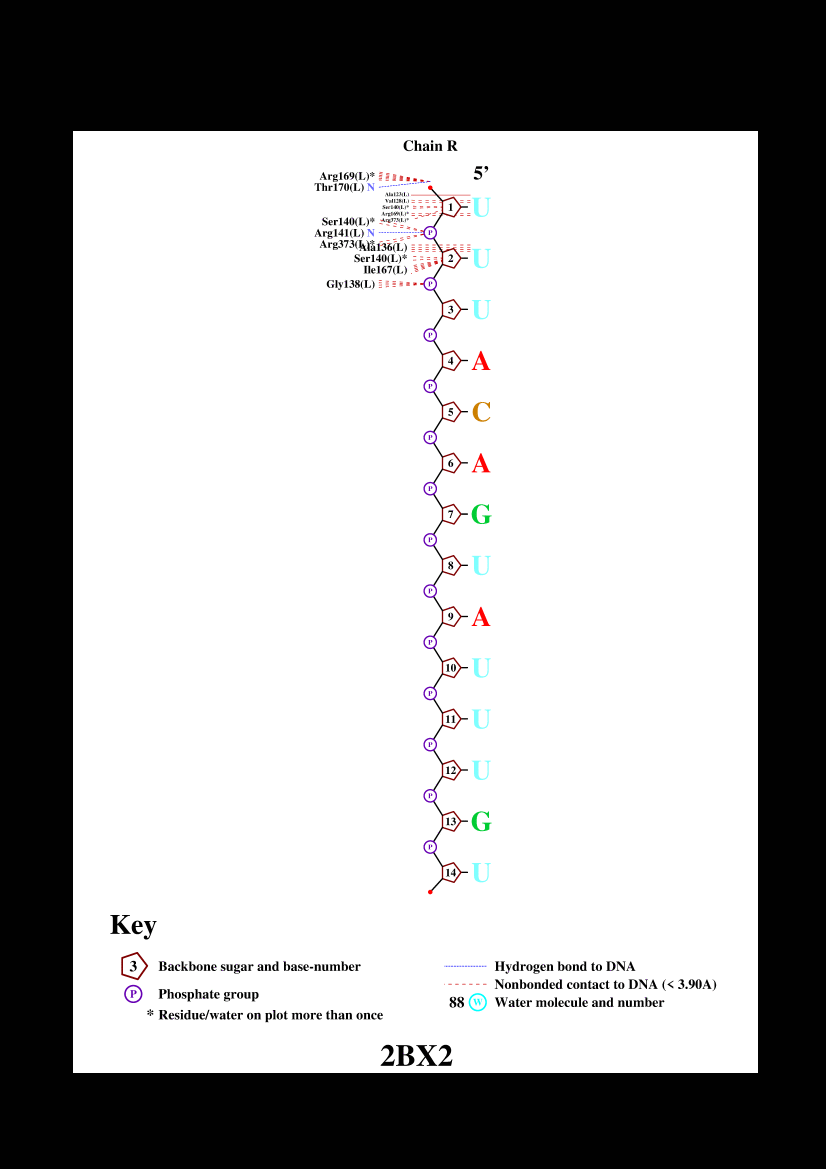 Chain R
5’
Arg169(L)*
Thr170(L) N
Ala123(L)
Val128(L)
Ser140(L)*
Arg169(L)*
Arg373(L)*
1 U
Ser140(L)*
Arg141(L) N
P
Arg373(L)*
Ala136(L)
Ser140(L)*
Ile167(L)
2 U
Gly138(L)
P
3 U
P
4 A
P
5 C
P
6 A
P
7 G
P
8 U
P
9 A
P
10 U
P
11 U
P
12 U
P
13 G
P
14 U
Key
3 Backbone sugar and base-number
P Phosphate group
* Residue/water on plot more than once
Hydrogen bond to DNA
Nonbonded contact to DNA (< 3.90A)
88 W Water molecule and number
2BX2